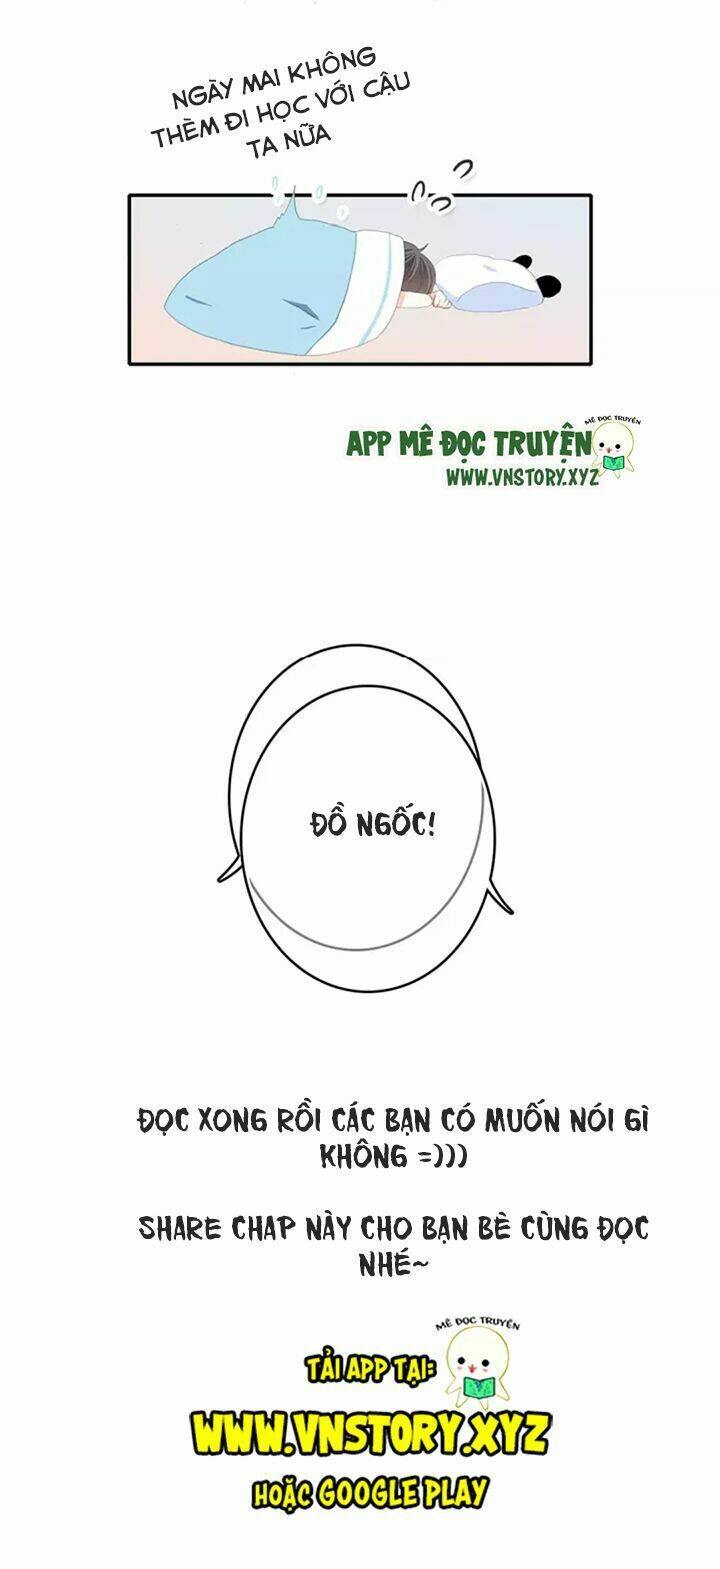 NGÀY MAI KHÔNG
THÈM ĐI HỌC VỚI CẬU
TA NỮA
MÊ ĐỌC TRUYỆN
APP MÊ ĐỌC TRUYỆN
WWW.VNSTORY.XYZ
ĐỒ NGỐC!
ĐỌC XONG RỒI CÁC BẠN CÓ MUỐN NÓI GÌ
KHÔNG =)))
SHARE CHAP NÀY CHO BẠN BÈ CÙNG ĐỌC
NHÉ~
MÊ ĐỌC TRUYỆN
TẢI APP TẠI:
WWW.VNSTORY.XYZ
HOẶC GOOGLE PLAY